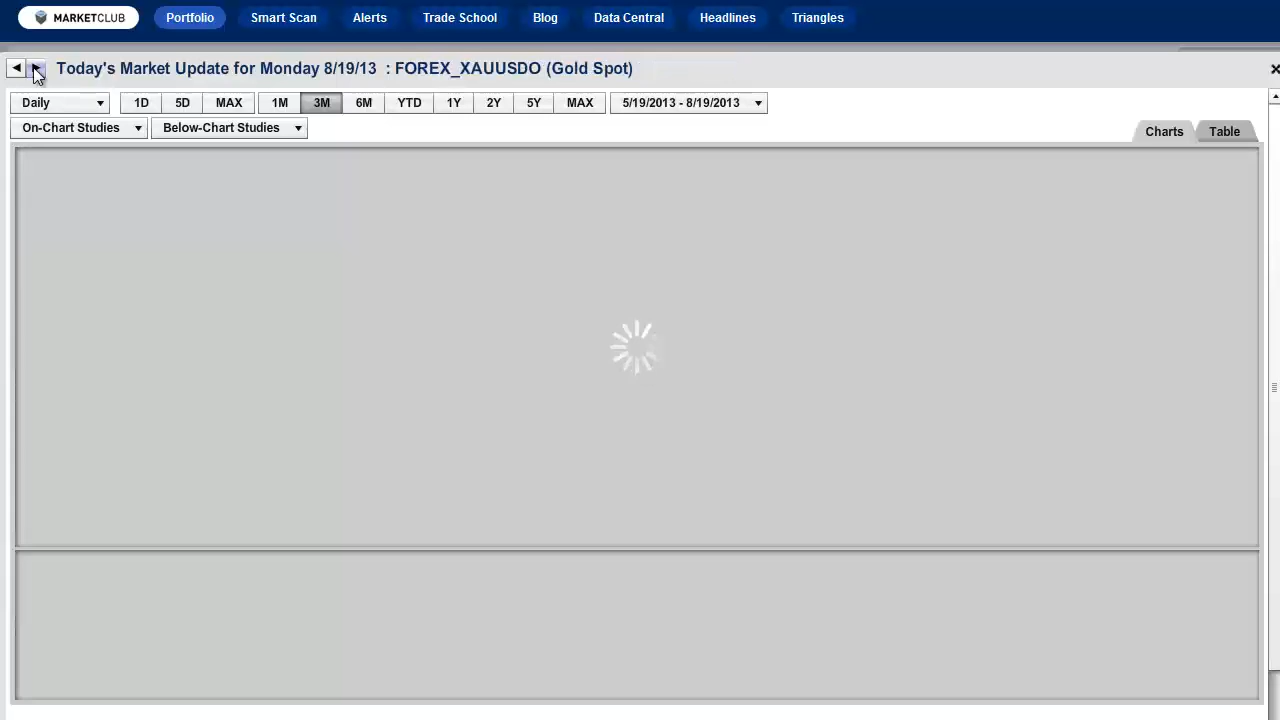 MARKETCLUB Portfolio Smart Scan Alerts Trade School Blog Data Central Headlines Triangles
Today's Market Update for Monday 8/19/13 : FOREX_XAUUSDO (Gold Spot)
Daily 1D 5D MAX 1M 3M 6M YTD 1Y 2Y 5Y MAX 5/19/2013 - 8/19/2013
On-Chart Studies Below-Chart Studies Charts Table